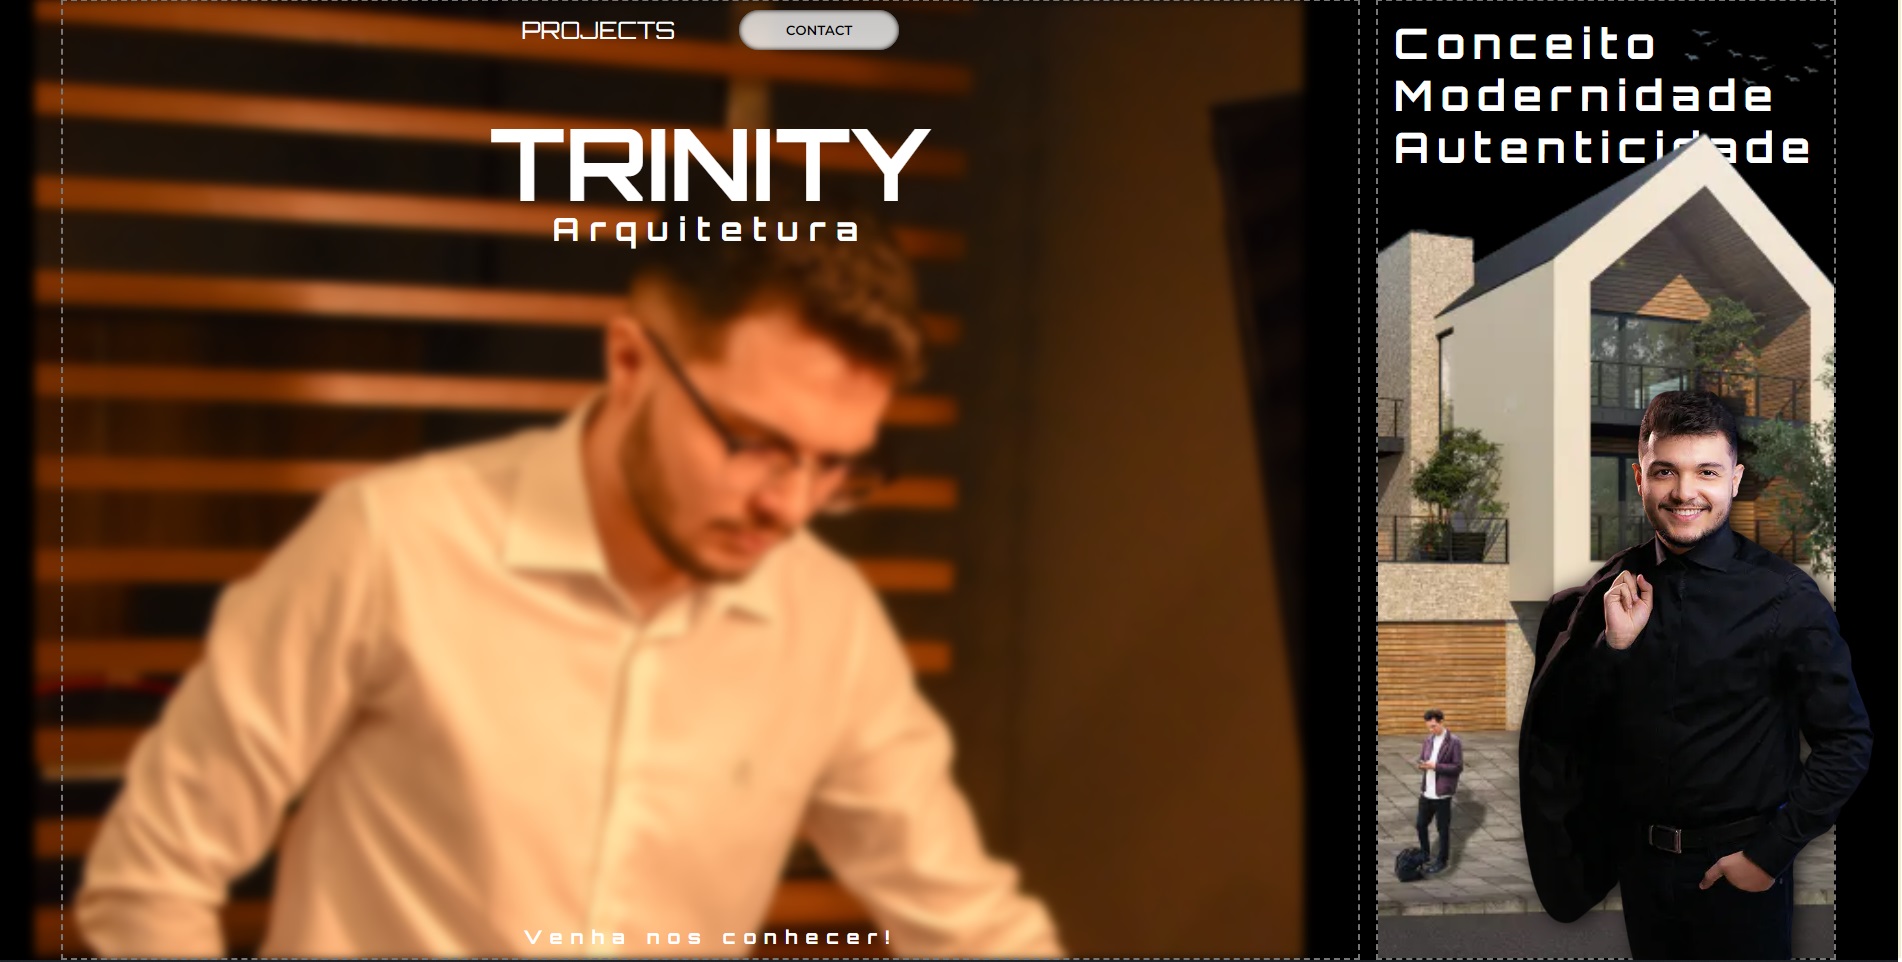 PROJECTS
CONTACT
TRINITY
Arquitetura
Venha nos conhecer!
Conceito
Modernidade
Autenticidade